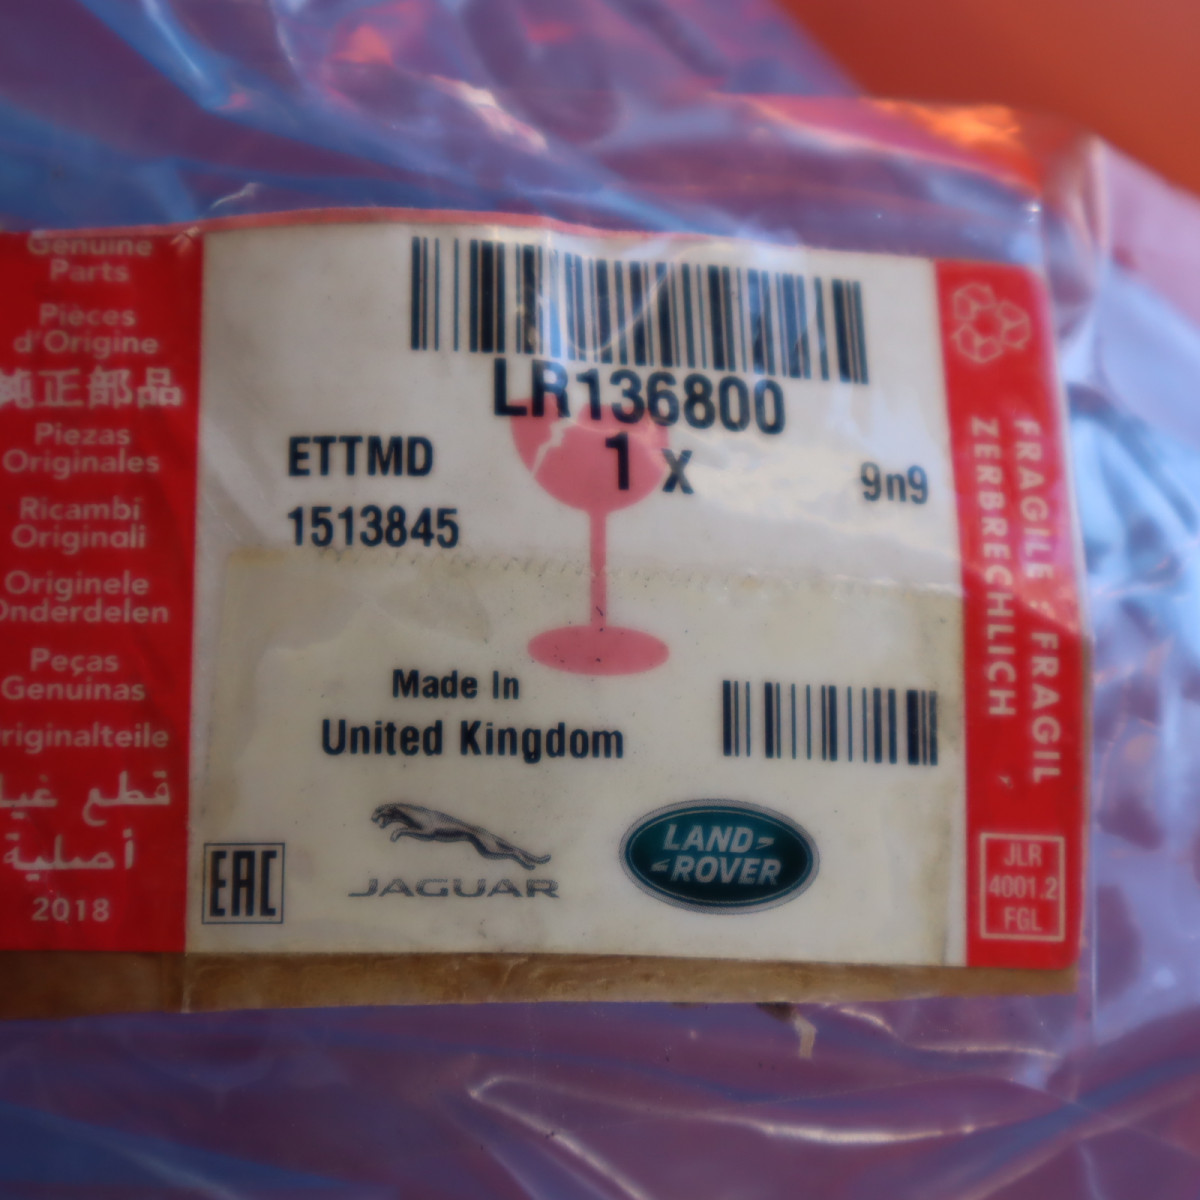 Genuine
Parts
Pièces
d'Origine
純正部品
Piezas
Originales
Ricambi
Originali
Originele
Onderdelen
Peças
Genuinas
Originalteile
قطع غيار
أصلية
2018
LR136800
ETTMD
1 x
9n9
1513845
Made In
United Kingdom
EAC
JAGUAR
LAND-
-ROVER
FRAGILE : FRAGIL
ZERBRECHLICH
JLR
4001.2
FGL